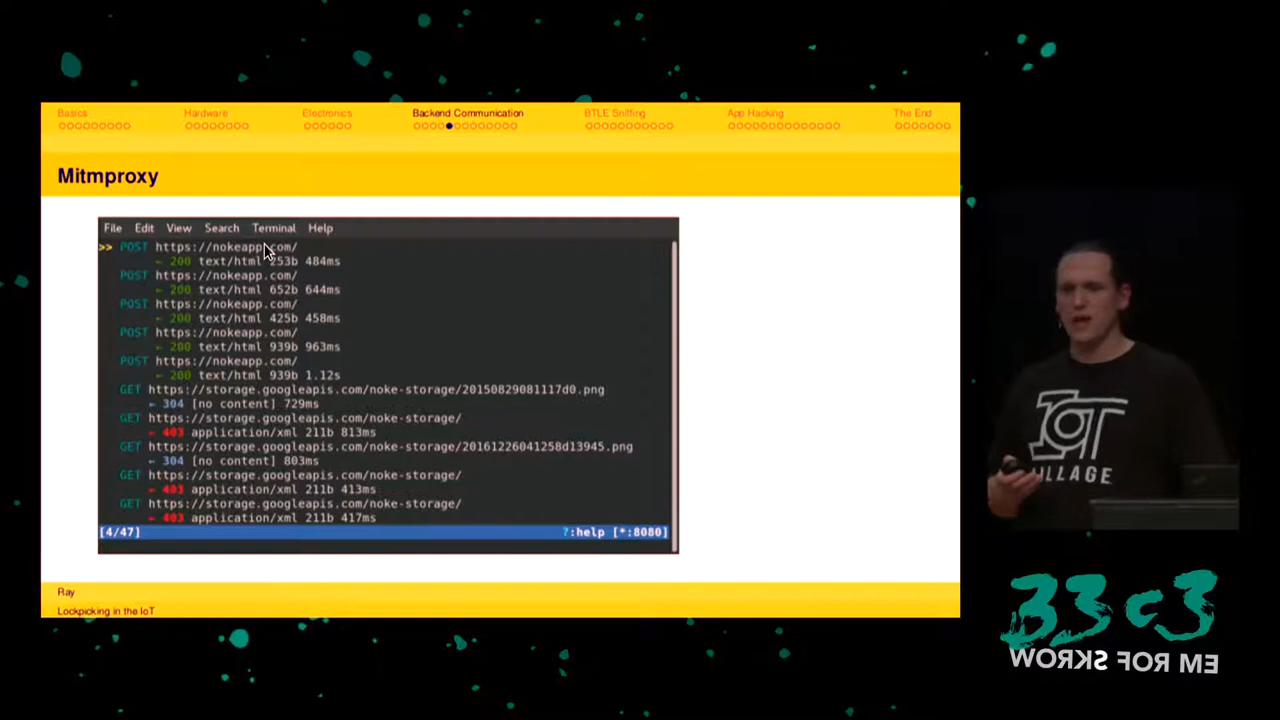 Basics Hardware Electronics Backend Communication BTLE Sniffing App Hacking The End
Mitmproxy
File Edit View Search Terminal Help
>> POST https://nokeapp.com/
← 200 text/html 253b 484ms
POST https://nokeapp.com/
← 200 text/html 652b 644ms
POST https://nokeapp.com/
← 200 text/html 425b 458ms
POST https://nokeapp.com/
← 200 text/html 939b 963ms
POST https://nokeapp.com/
← 200 text/html 939b 1.12s
GET https://storage.googleapis.com/noke-storage/20150829081117d0.png
← 304 [no content] 729ms
GET https://storage.googleapis.com/noke-storage/
← 403 application/xml 211b 813ms
GET https://storage.googleapis.com/noke-storage/20161226041258d13945.png
← 304 [no content] 803ms
GET https://storage.googleapis.com/noke-storage/
← 403 application/xml 211b 413ms
GET https://storage.googleapis.com/noke-storage/
← 403 application/xml 211b 417ms
[4/47] ?:help [*:8080]
Ray
Lockpicking in the IoT
IOT
VILLAGE
33c3
WORKS FOR ME